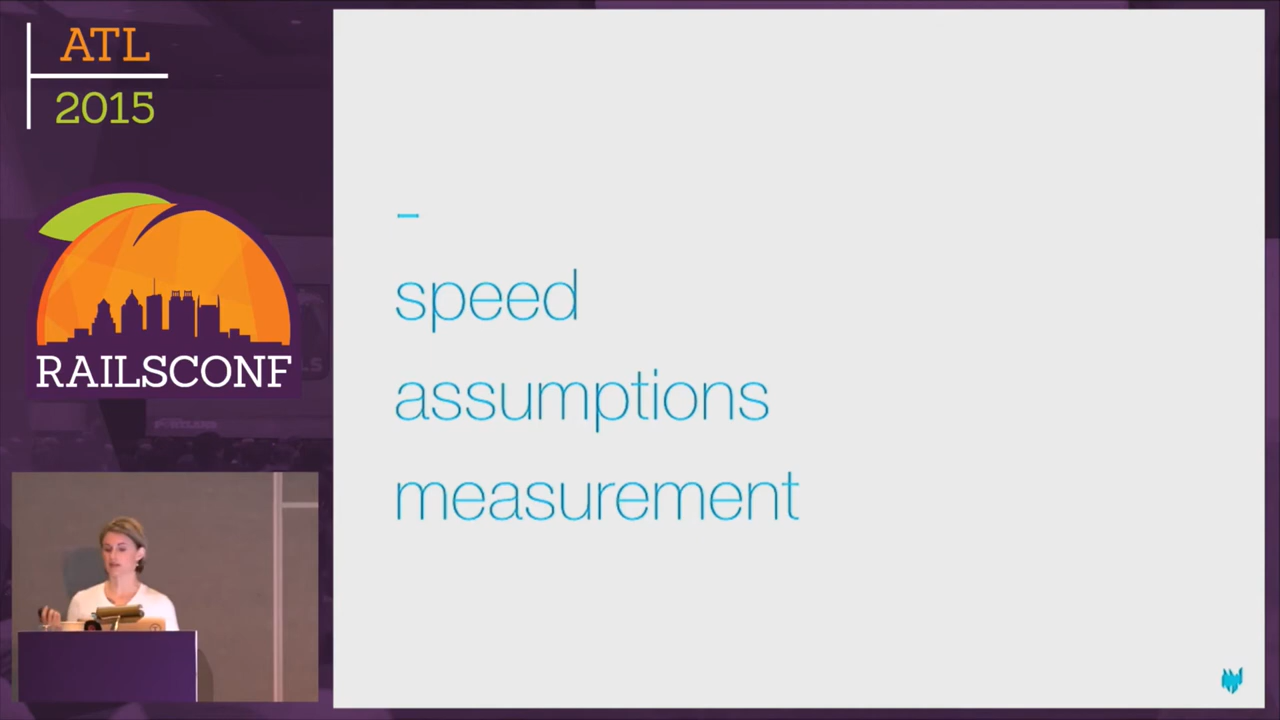 ATL
2015
RAILSCONF
speed
assumptions
measurement